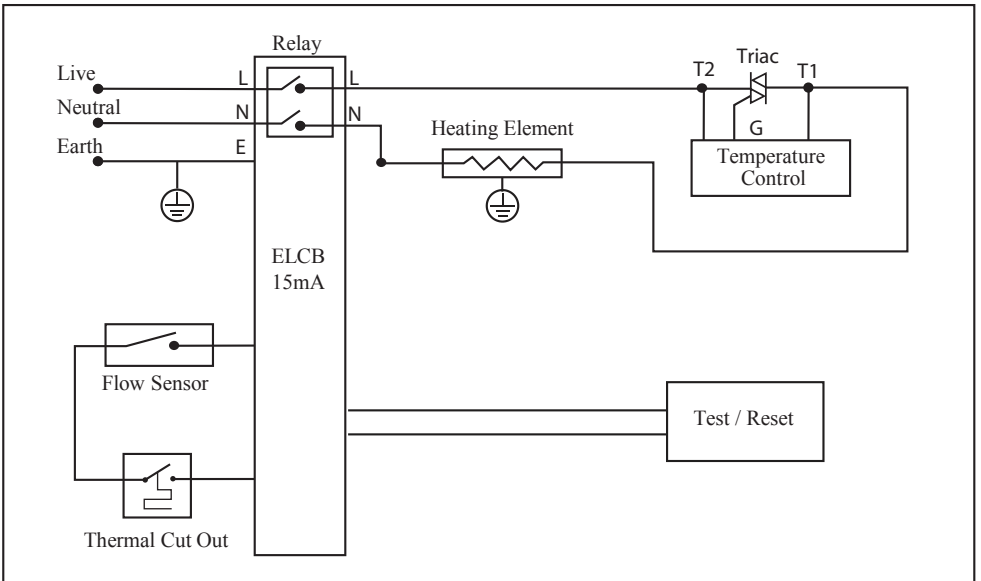 Relay
Live
L
L
Neutral
N
N
Earth
E
Heating Element
T2
Triac
T1
G
Temperature
Control
ELCB
15mA
Flow Sensor
Test / Reset
Thermal Cut Out